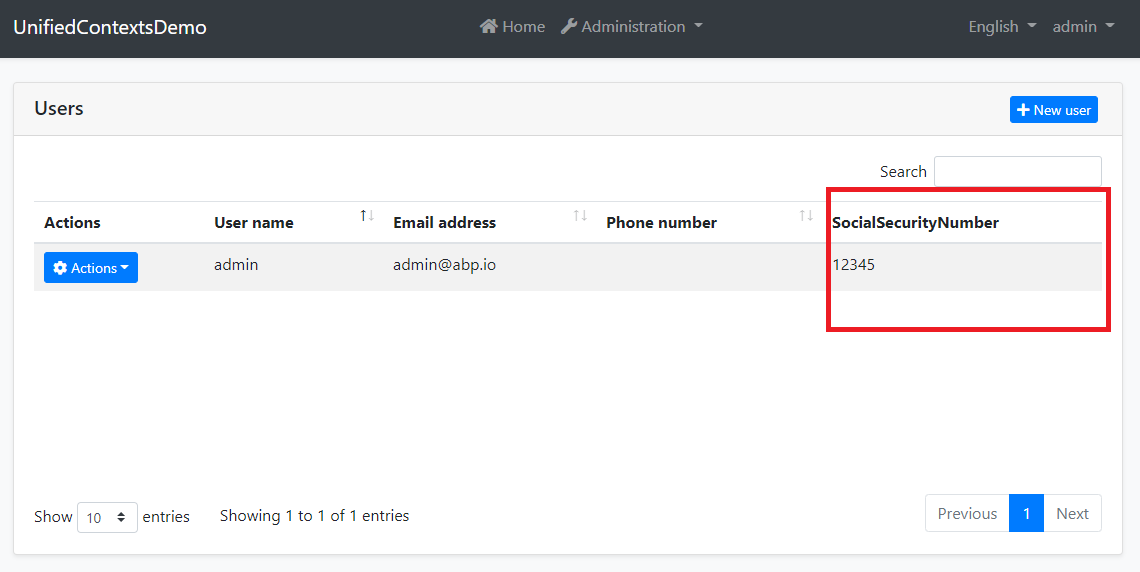 UnifiedContextsDemo Home Administration English admin
Users New user
Search
Actions User name Email address Phone number SocialSecurityNumber
Actions admin admin@abp.io 12345
Show 10 entries Showing 1 to 1 of 1 entries Previous 1 Next